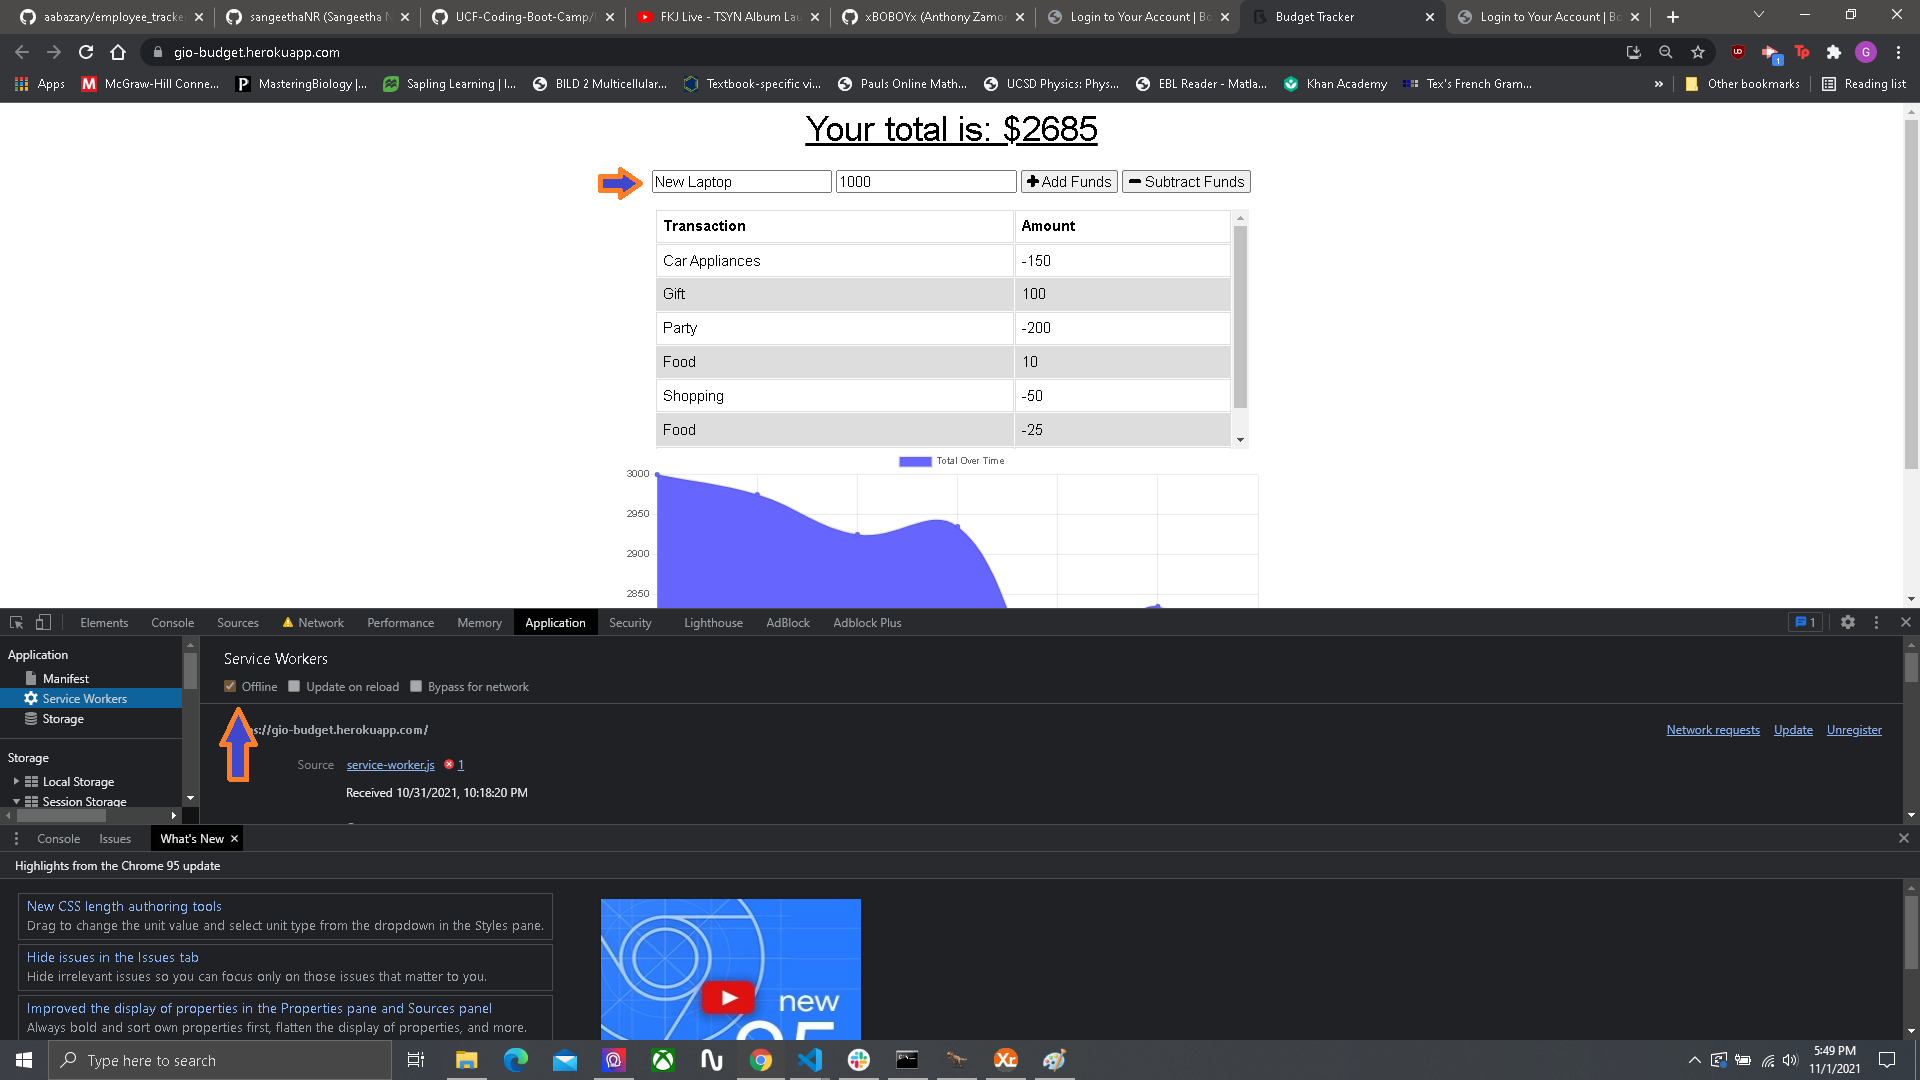 aabazary/employee_tracke
sangeethaNR (Sangeetha N
UCF-Coding-Boot-Camp/
FKJ Live - TSYN Album Lau
xBOBOYx (Anthony Zamo
Login to Your Account | Bo
Budget Tracker
Login to Your Account | Bo
gio-budget.herokuapp.com
Apps
McGraw-Hill Conne...
MasteringBiology |...
Sapling Learning | I...
BILD 2 Multicellular...
Textbook-specific vi...
Pauls Online Math...
UCSD Physics: Phys...
EBL Reader - Matla...
Khan Academy
Tex's French Gram...
»
Other bookmarks
Reading list
Your total is: $2685
New Laptop
1000
Add Funds
Subtract Funds
Transaction Amount
Car Appliances -150
Gift 100
Party -200
Food 10
Shopping -50
Food -25
Total Over Time
3000
2950
2900
2850
Elements
Console
Sources
Network
Performance
Memory
Application
Security
Lighthouse
AdBlock
Adblock Plus
1
Application
Manifest
Service Workers
Storage
Storage
Local Storage
Session Storage
Service Workers
Offline
Update on reload
Bypass for network
s://gio-budget.herokuapp.com/
Network requests
Update
Unregister
Source service-worker.js 1
Received 10/31/2021, 10:18:20 PM
Console
Issues
What's New
Highlights from the Chrome 95 update
New CSS length authoring tools
Drag to change the unit value and select unit type from the dropdown in the Styles pane.
Hide issues in the Issues tab
Hide irrelevant issues so you can focus only on those issues that matter to you.
Improved the display of properties in the Properties pane and Sources panel
Always bold and sort own properties first, flatten the display of properties, and more.
new
95
Type here to search
5:49 PM
11/1/2021